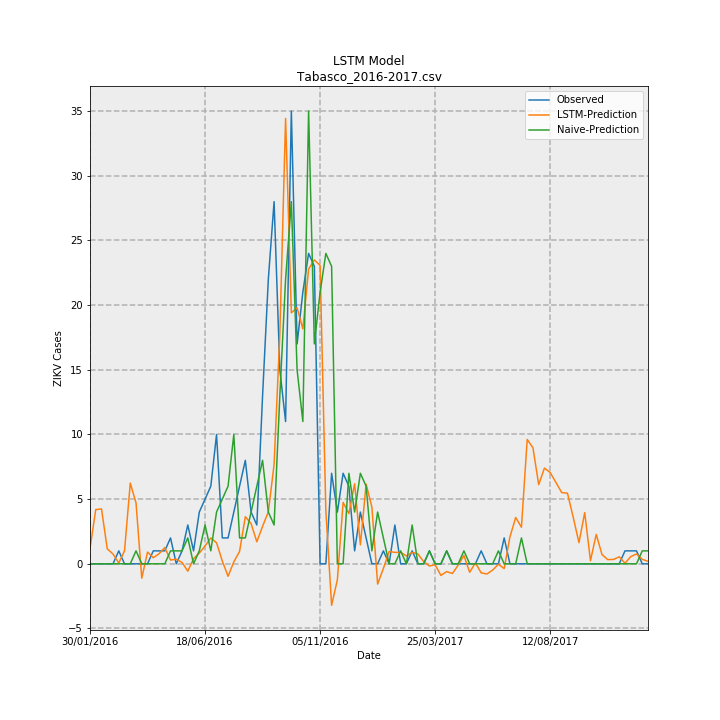 LSTM Model
Tabasco_2016-2017.csv
Observed
LSTM-Prediction
Naive-Prediction
ZIKV Cases
35
30
25
20
15
10
5
0
−5
30/01/2016
18/06/2016
05/11/2016
25/03/2017
12/08/2017
Date